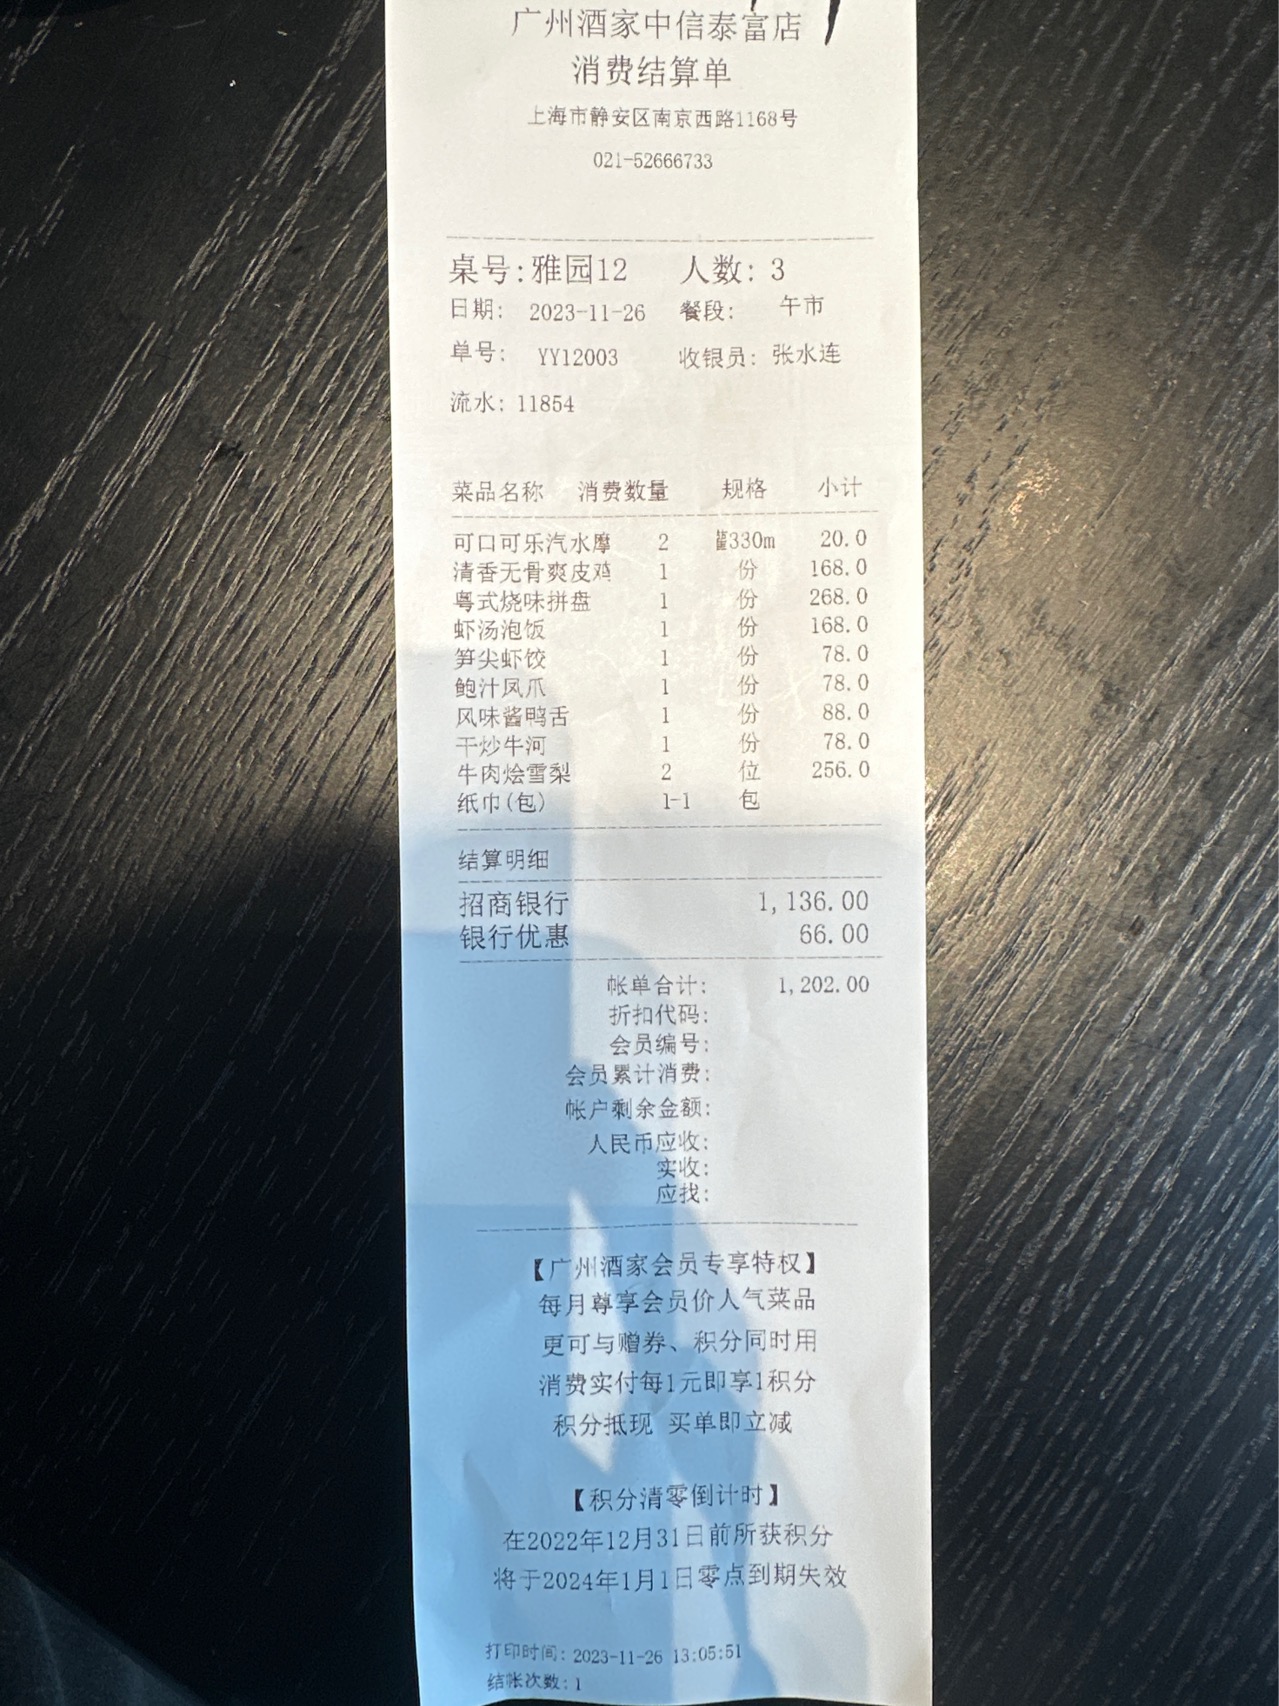 广州酒家中信泰富店
消费结算单
上海市静安区南京西路1168号
021-52666733
桌号:雅园12 人数: 3
日期: 2023-11-26 餐段: 午市
单号: YY12003 收银员: 张水连
流水: 11854
菜品名称 消费数量 规格 小计
可口可乐汽水摩 2 330m 20.0
清香无骨爽皮鸡 1 份 168.0
粤式烧味拼盘 1 份 268.0
虾汤泡饭 1 份 168.0
笋尖虾饺 1 份 78.0
鲍汁凤爪 1 份 78.0
风味酱鸭舌 1 份 88.0
干炒牛河 1 份 78.0
牛肉烩雪梨 2 位 256.0
纸巾(包) 1-1 包
结算明细
招商银行 1,136.00
银行优惠 66.00
帐单合计: 1,202.00
折扣代码:
会员编号:
会员累计消费:
帐户剩余金额:
人民币应收:
实收:
应找:
【广州酒家会员专享特权】
每月尊享会员价人气菜品
更可与赠券、积分同时用
消费实付每1元即享1积分
积分抵现 买单即立减
【积分清零倒计时】
在2022年12月31日前所获积分
将于2024年1月1日零点到期失效
打印时间: 2023-11-26 13:05:51
结帐次数: 1